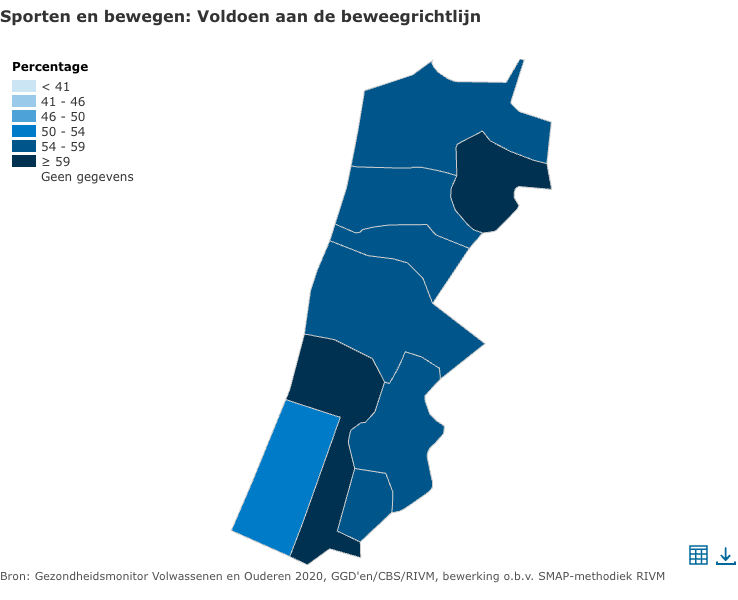 Sporten en bewegen: Voldoen aan de beweegrichtlijn
Percentage
< 41
41 - 46
46 - 50
50 - 54
54 - 59
≥ 59
Geen gegevens
Bron: Gezondheidsmonitor Volwassenen en Ouderen 2020, GGD'en/CBS/RIVM, bewerking o.b.v. SMAP-methodiek RIVM